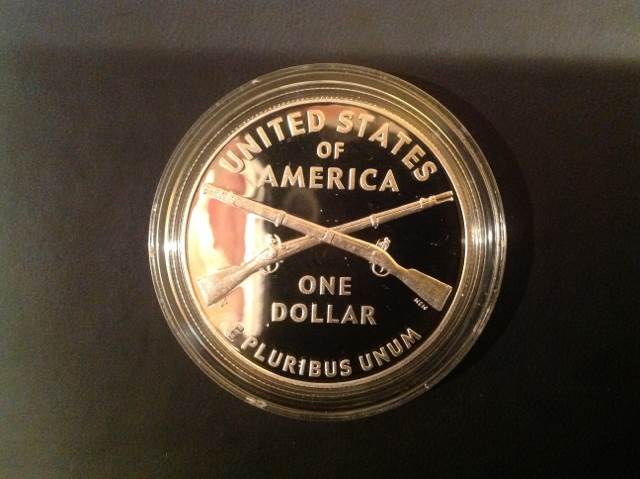 UNITED STATES
OF
AMERICA
ONE
DOLLAR
E PLURIBUS UNUM